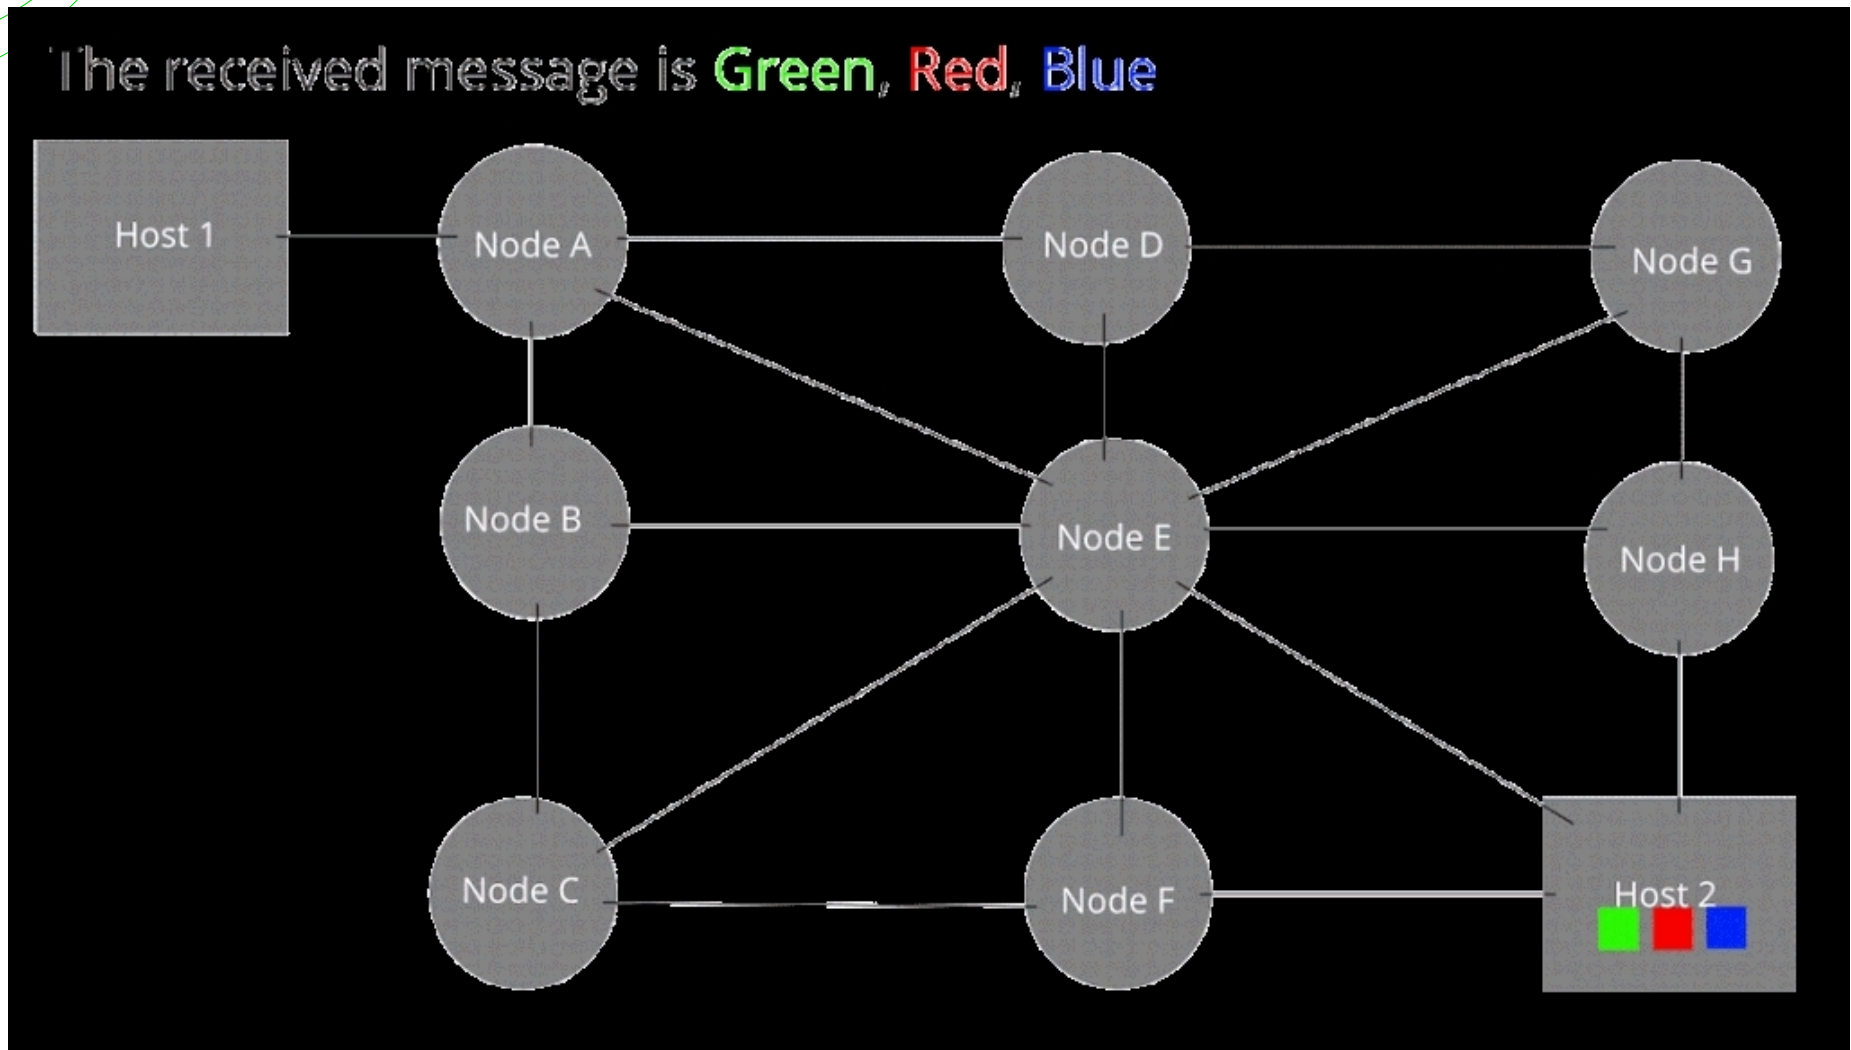 The received message is Green, Red, Blue
Host 1
Node A
Node D
Node G
Node B
Node E
Node H
Node C
Node F
Host 2